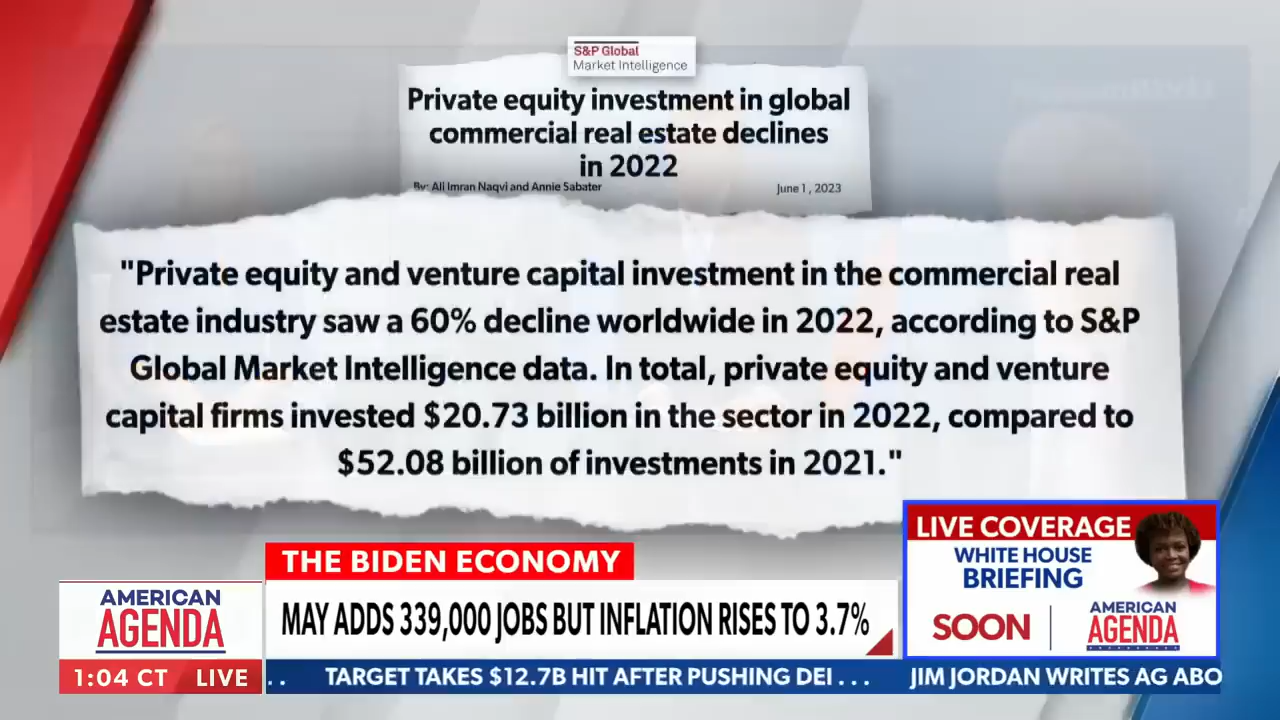 S&P Global
Market Intelligence
Private equity investment in global
commercial real estate declines
in 2022
By: Ali Imran Naqvi and Annie Sabater
June 1, 2023
"Private equity and venture capital investment in the commercial real
estate industry saw a 60% decline worldwide in 2022, according to S&P
Global Market Intelligence data. In total, private equity and venture
capital firms invested $20.73 billion in the sector in 2022, compared to
$52.08 billion of investments in 2021."
LIVE COVERAGE
WHITE HOUSE
BRIEFING
SOON
AMERICAN
AGENDA
THE BIDEN ECONOMY
MAY ADDS 339,000 JOBS BUT INFLATION RISES TO 3.7%
AMERICAN
AGENDA
1:04 CT LIVE
. . TARGET TAKES $12.7B HIT AFTER PUSHING DEI . . . JIM JORDAN WRITES AG ABO